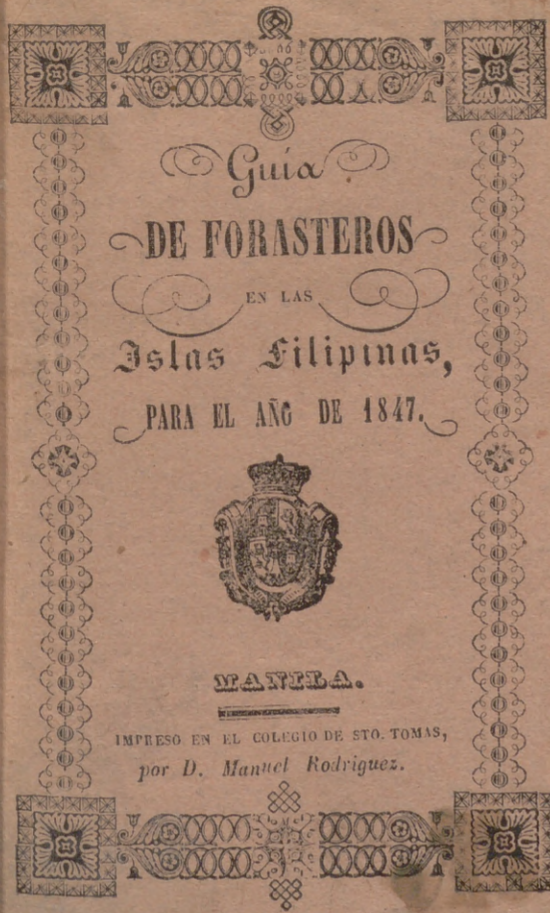 Guía
DE FORASTEROS
EN LAS
Islas Filipinas,
PARA EL AÑO DE 1847.
MANILA.
IMPRESO EN EL COLEGIO DE STO. TOMAS,
por D. Manuel Rodriguez.